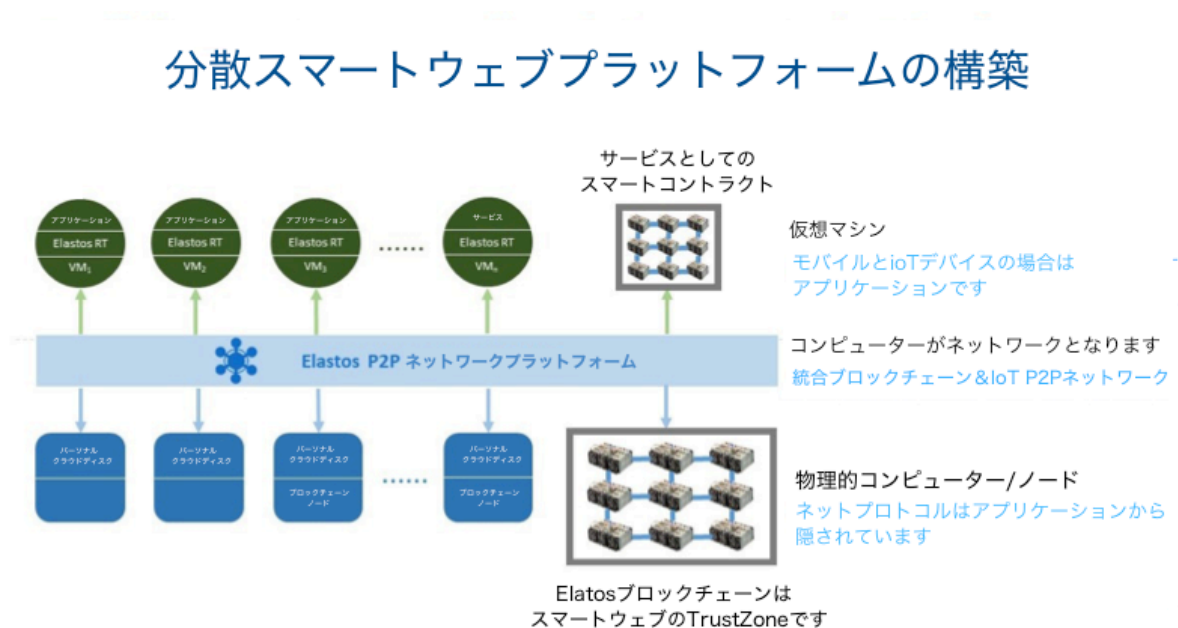 分散スマートウェブプラットフォームの構築
サービスとしての
スマートコントラクト
アプリケーション
Elastos RT
VM1
アプリケーション
Elastos RT
VM2
アプリケーション
Elastos RT
VM3
......
サービス
Elastos RT
VMn
仮想マシン
モバイルとioTデバイスの場合は
アプリケーションです
Elastos P2P ネットワークプラットフォーム
コンピューターがネットワークとなります
統合ブロックチェーン&IoT P2Pネットワーク
パーソナル
クラウドディスク
パーソナル
クラウドディスク
パーソナル
クラウドディスク
ブロックチェーン
ノード
......
パーソナル
クラウドディスク
ブロックチェーン
ノード
物理的コンピューター/ノード
ネットプロトコルはアプリケーションから
隠されています
Elatosブロックチェーンは
スマートウェブのTrustZoneです